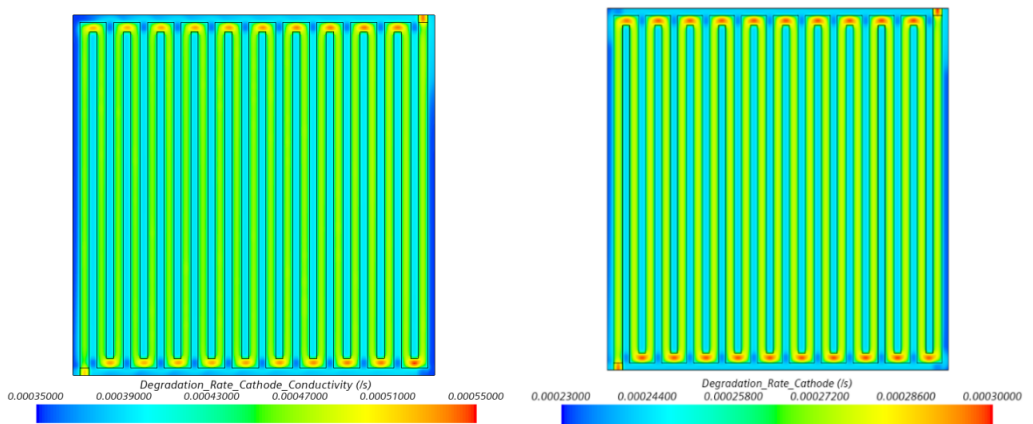 Degradation_Rate_Cathode_Conductivity (/s)
0.00035000 0.00039000 0.00043000 0.00047000 0.00051000 0.00055000
Degradation_Rate_Cathode (/s)
0.00023000 0.00024400 0.00025800 0.00027200 0.00028600 0.00030000